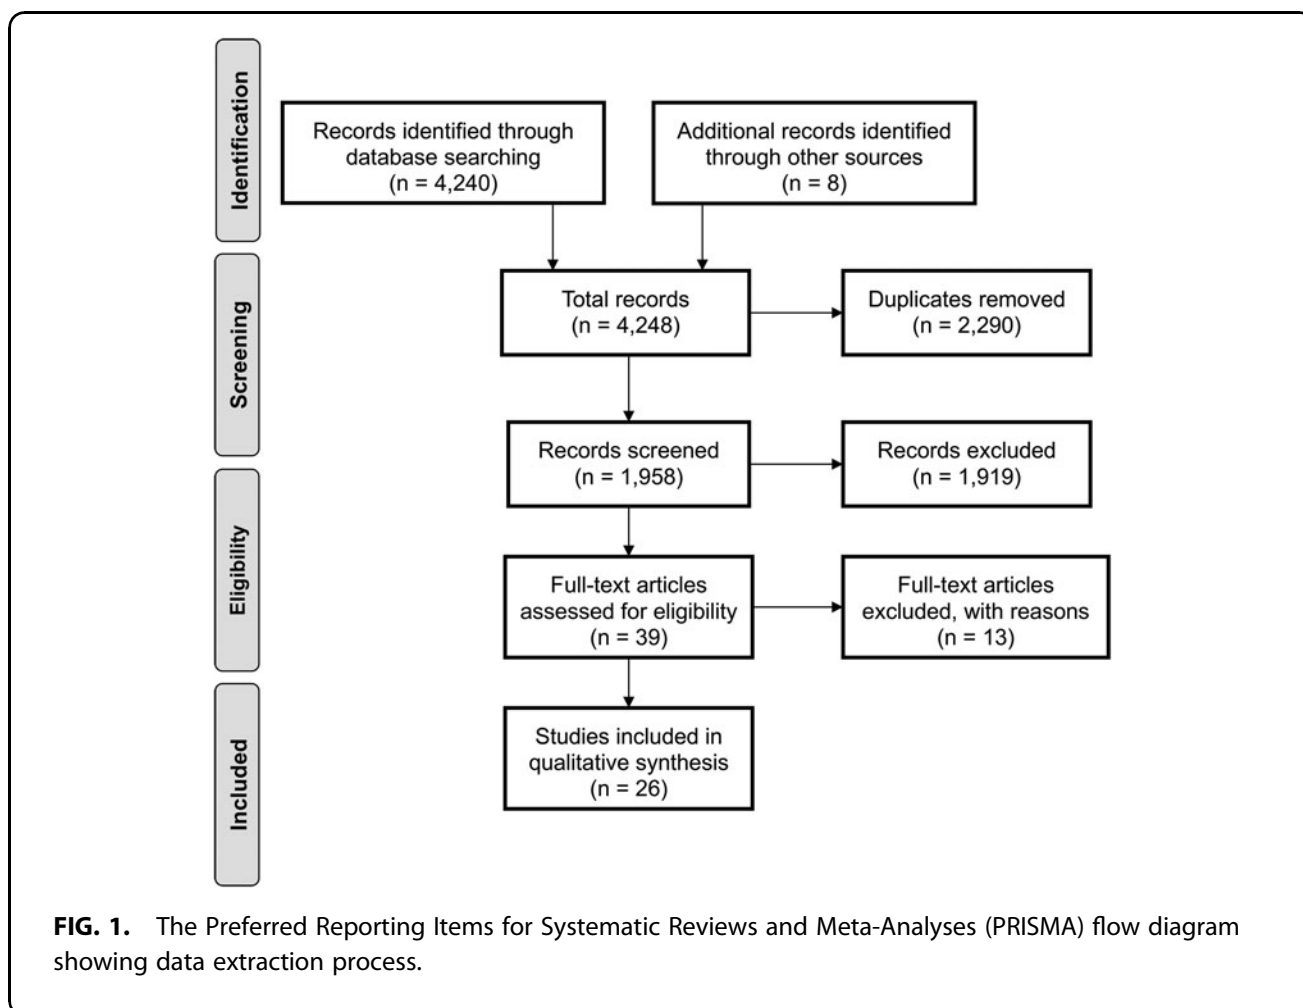 Identification
Records identified through
database searching
(n = 4,240)
Additional records identified
through other sources
(n = 8)
Screening
Total records
(n = 4,248)
Duplicates removed
(n = 2,290)
Records screened
(n = 1,958)
Records excluded
(n = 1,919)
Eligibility
Full-text articles
assessed for eligibility
(n = 39)
Full-text articles
excluded, with reasons
(n = 13)
Included
Studies included in
qualitative synthesis
(n = 26)
FIG. 1. The Preferred Reporting Items for Systematic Reviews and Meta-Analyses (PRISMA) flow diagram
showing data extraction process.